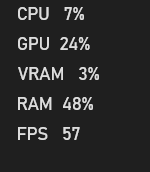 CPU 7%
GPU 24%
VRAM 3%
RAM 48%
FPS 57